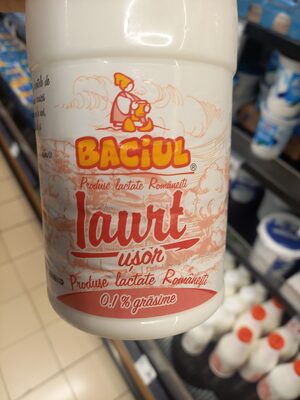 BACIUL
®
Produse lactate Românești
Iaurt
ușor
Produse lactate Românești
0,1% grăsime